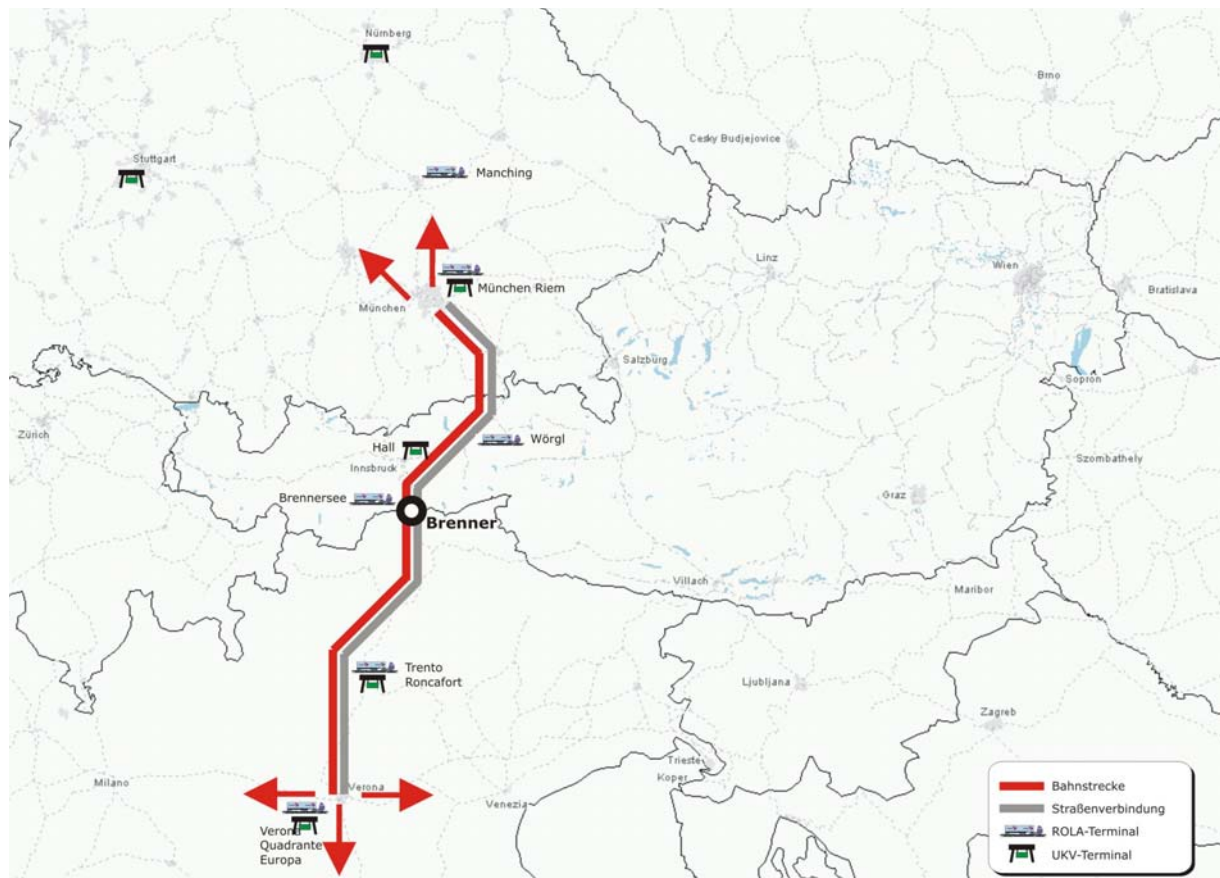 Nürnberg
Brno
Cesky Budjejovice
Stuttgart
Manching
Linz
Wien
München Riem
Bratislava
München
Salzburg
Sopron
Zürich
Hall
Wörgl
Innsbruck
Szombathely
Brennersee
Graz
Brenner
Villach
Maribor
Trento
Roncafort
Ljubljana
Zagreb
Trieste
Koper
Milano
Verona
Venezia
Verona
Quadrante
Europa
Bahnstrecke
Straßenverbindung
ROLA-Terminal
UKV-Terminal